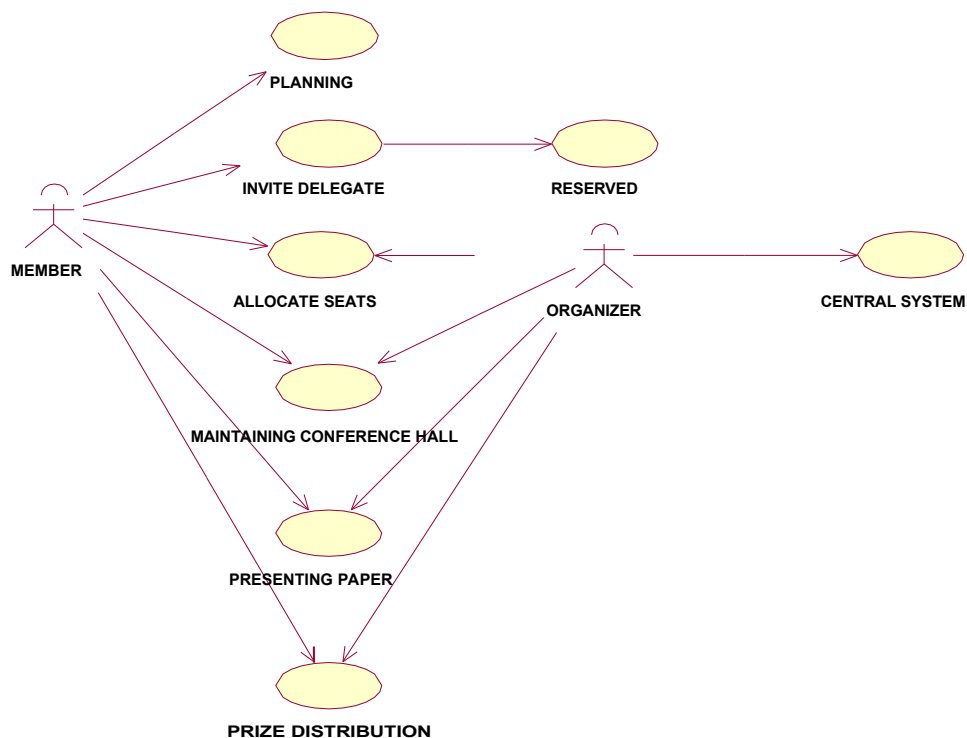 PLANNING
INVITE DELEGATE
RESERVED
MEMBER
ALLOCATE SEATS
ORGANIZER
CENTRAL SYSTEM
MAINTAINING CONFERENCE HALL
PRESENTING PAPER
PRIZE DISTRIBUTION